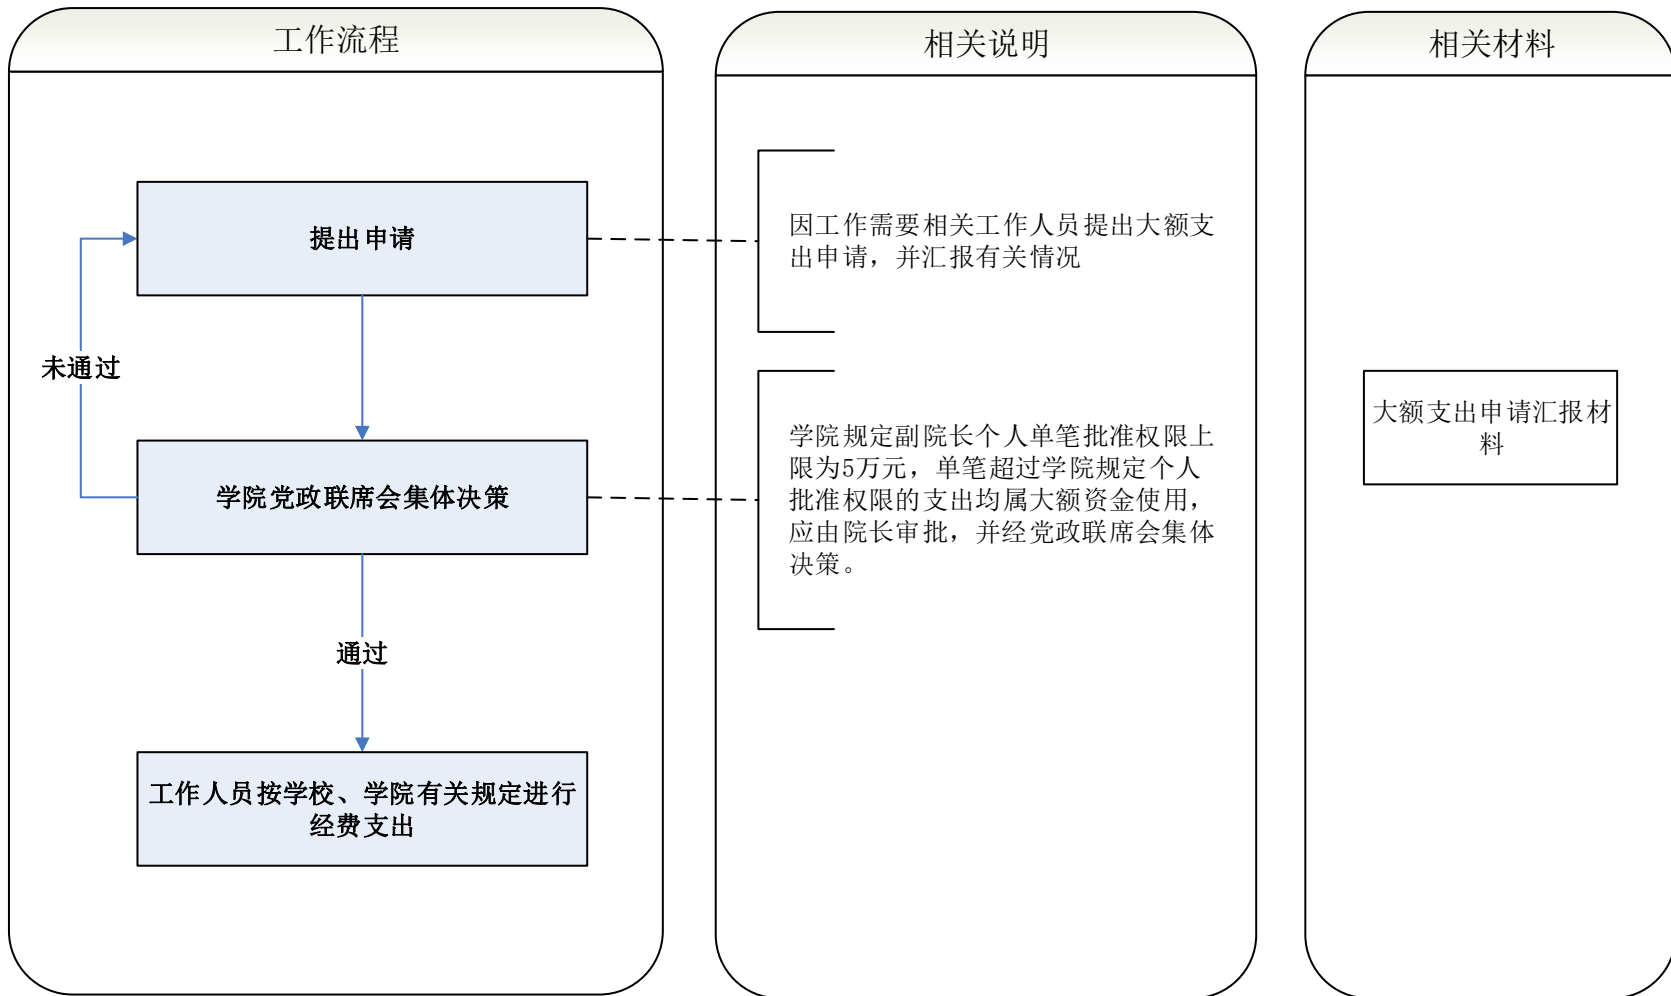 工作流程
提出申请
未通过
学院党政联席会集体决策
通过
工作人员按学校、学院有关规定进行
经费支出
相关说明
因工作需要相关工作人员提出大额支
出申请，并汇报有关情况
学院规定副院长个人单笔批准权限上
限为5万元，单笔超过学院规定个人
批准权限的支出均属大额资金使用，
应由院长审批，并经党政联席会集体
决策。
相关材料
大额支出申请汇报材
料